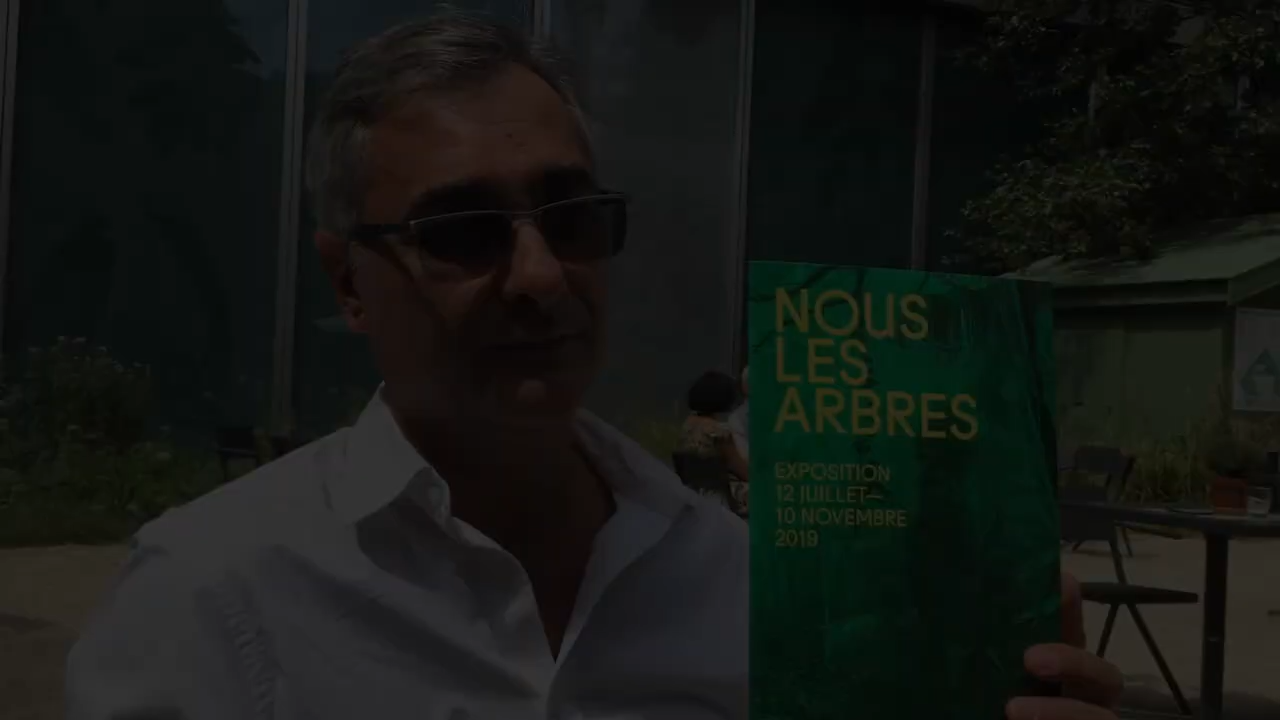 NOUS
LES
ARBRES
EXPOSITION
12 JUILLET—
10 NOVEMBRE
2019